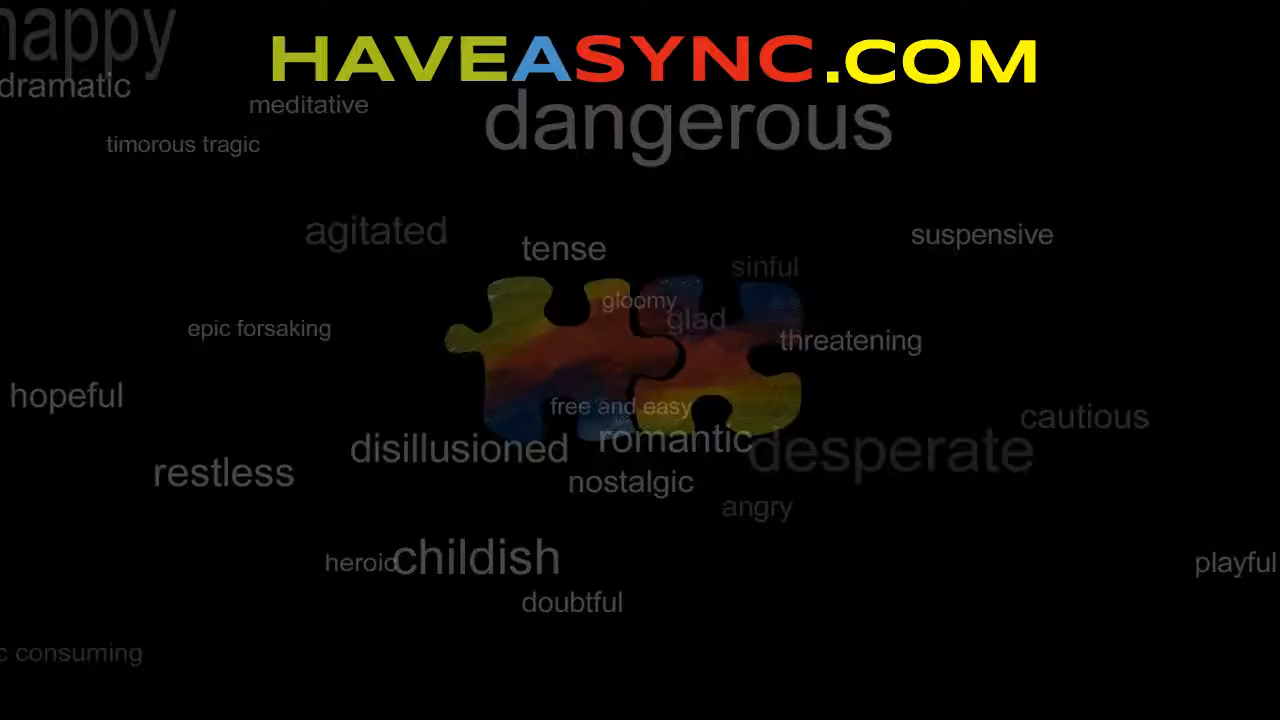 happy
HAVEASYNC.COM
dramatic
meditative
dangerous
timorous tragic
agitated
tense
suspensive
sinful
gloomy
glad
epic forsaking
threatening
hopeful
free and easy
cautious
disillusioned
romantic
desperate
restless
nostalgic
angry
heroic
childish
playful
doubtful
c consuming